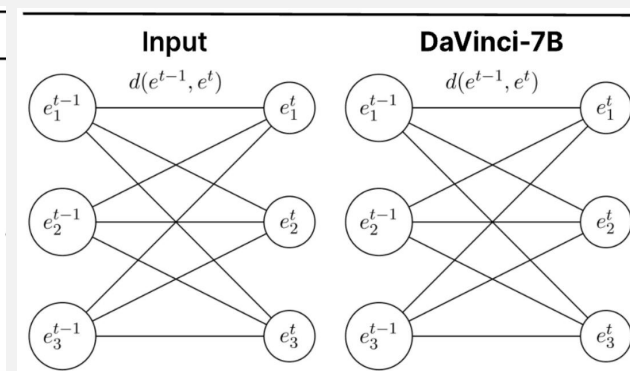 Input DaVinci-7B
d(e^{t-1}, e^t) d(e^{t-1}, e^t)
e_1^{t-1} e_1^t e_1^{t-1} e_1^t
e_2^{t-1} e_2^t e_2^{t-1} e_2^t
e_3^{t-1} e_3^t e_3^{t-1} e_3^t